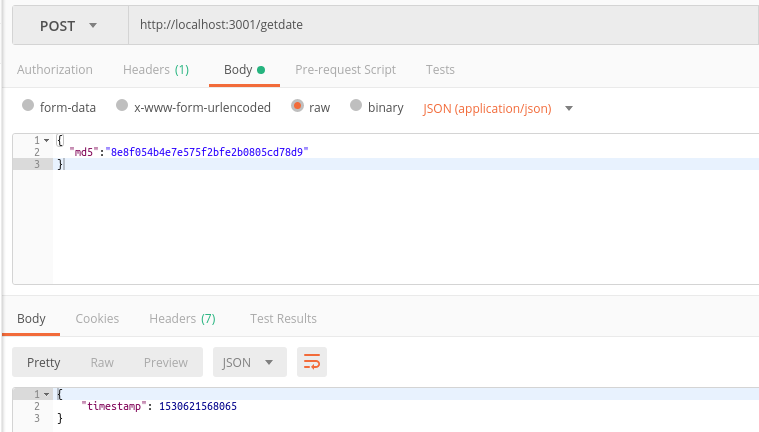 POST http://localhost:3001/getdate
Authorization Headers (1) Body Pre-request Script Tests
form-data x-www-form-urlencoded raw binary JSON (application/json)
1 {
2 "md5":"8e8f054b4e7e575f2bfe2b0805cd78d9"
3 }
Body Cookies Headers (7) Test Results
Pretty Raw Preview JSON
1 {
2 "timestamp": 1530621568065
3 }